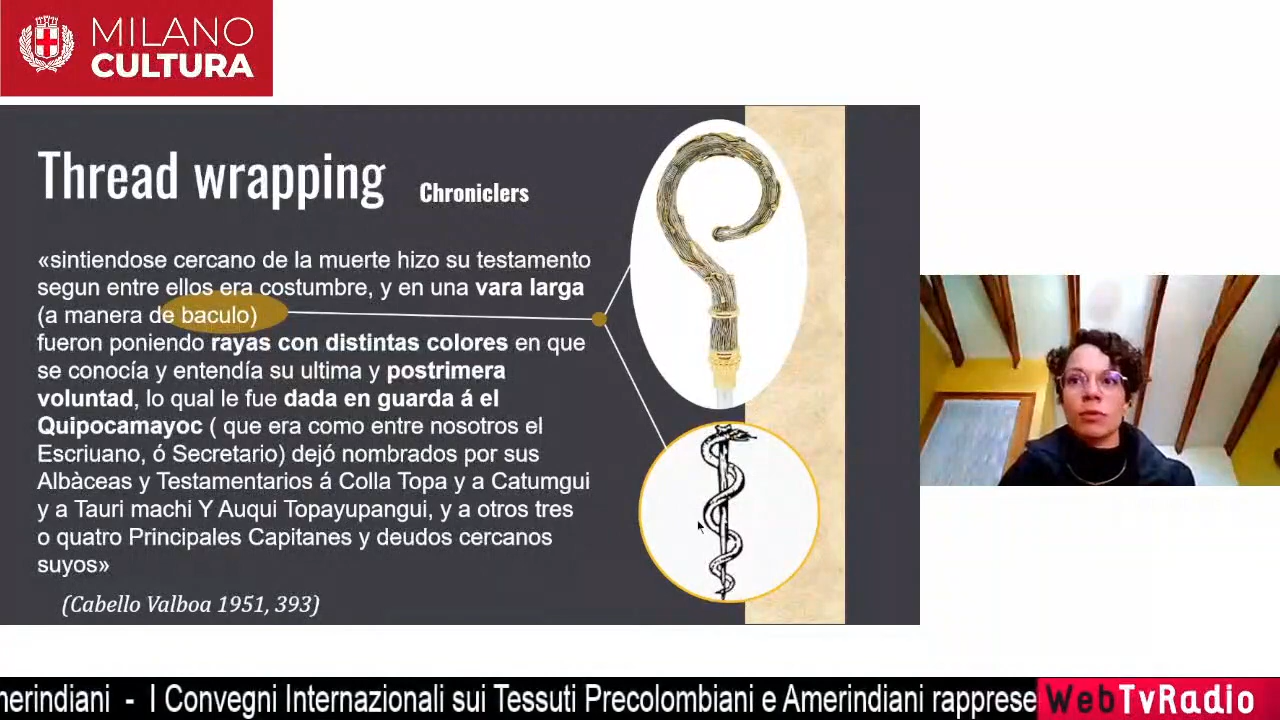 MILANO
CULTURA
Thread wrapping
Chroniclers
«sintiendose cercano de la muerte hizo su testamento
segun entre ellos era costumbre, y en una vara larga
(a manera de baculo)
fueron poniendo rayas con distintas colores en que
se conocía y entendía su ultima y postrimera
voluntad, lo qual le fue dada en guarda á el
Quipocamayoc ( que era como entre nosotros el
Escriuano, ó Secretario) dejó nombrados por sus
Albàceas y Testamentarios á Colla Topa y a Catumgui
y a Tauri machi Y Auqui Topayupangui, y a otros tres
o quatro Principales Capitanes y deudos cercanos
suyos»
(Cabello Valboa 1951, 393)
merindiani - I Convegni Internazionali sui Tessuti Precolombiani e Amerindiani rapprese
WebTvRadio